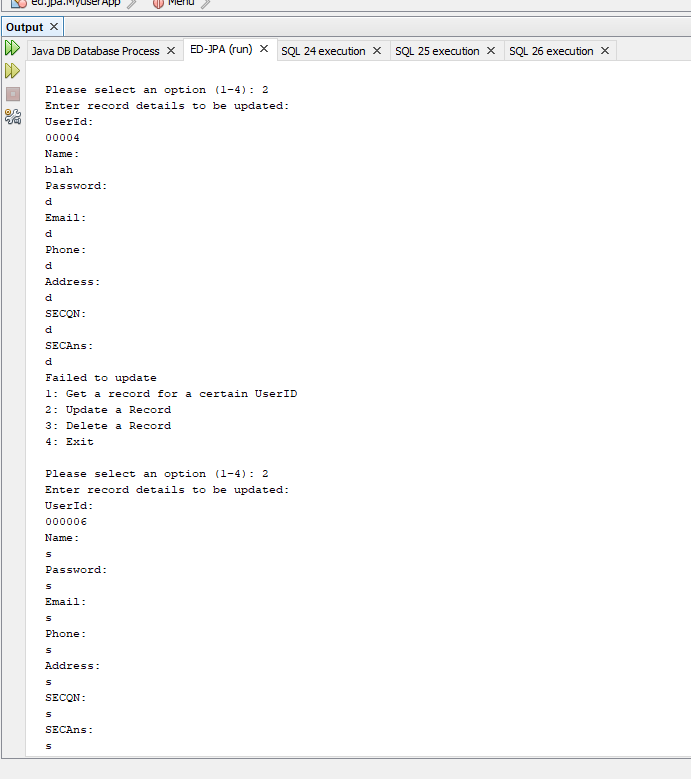 ed.jpa.MyuserApp Menu
Output
Java DB Database Process ED-JPA (run) SQL 24 execution SQL 25 execution SQL 26 execution
Please select an option (1-4): 2
Enter record details to be updated:
UserId:
00004
Name:
blah
Password:
d
Email:
d
Phone:
d
Address:
d
SECQN:
d
SECAns:
d
Failed to update
1: Get a record for a certain UserID
2: Update a Record
3: Delete a Record
4: Exit
Please select an option (1-4): 2
Enter record details to be updated:
UserId:
000006
Name:
s
Password:
s
Email:
s
Phone:
s
Address:
s
SECQN:
s
SECAns:
s